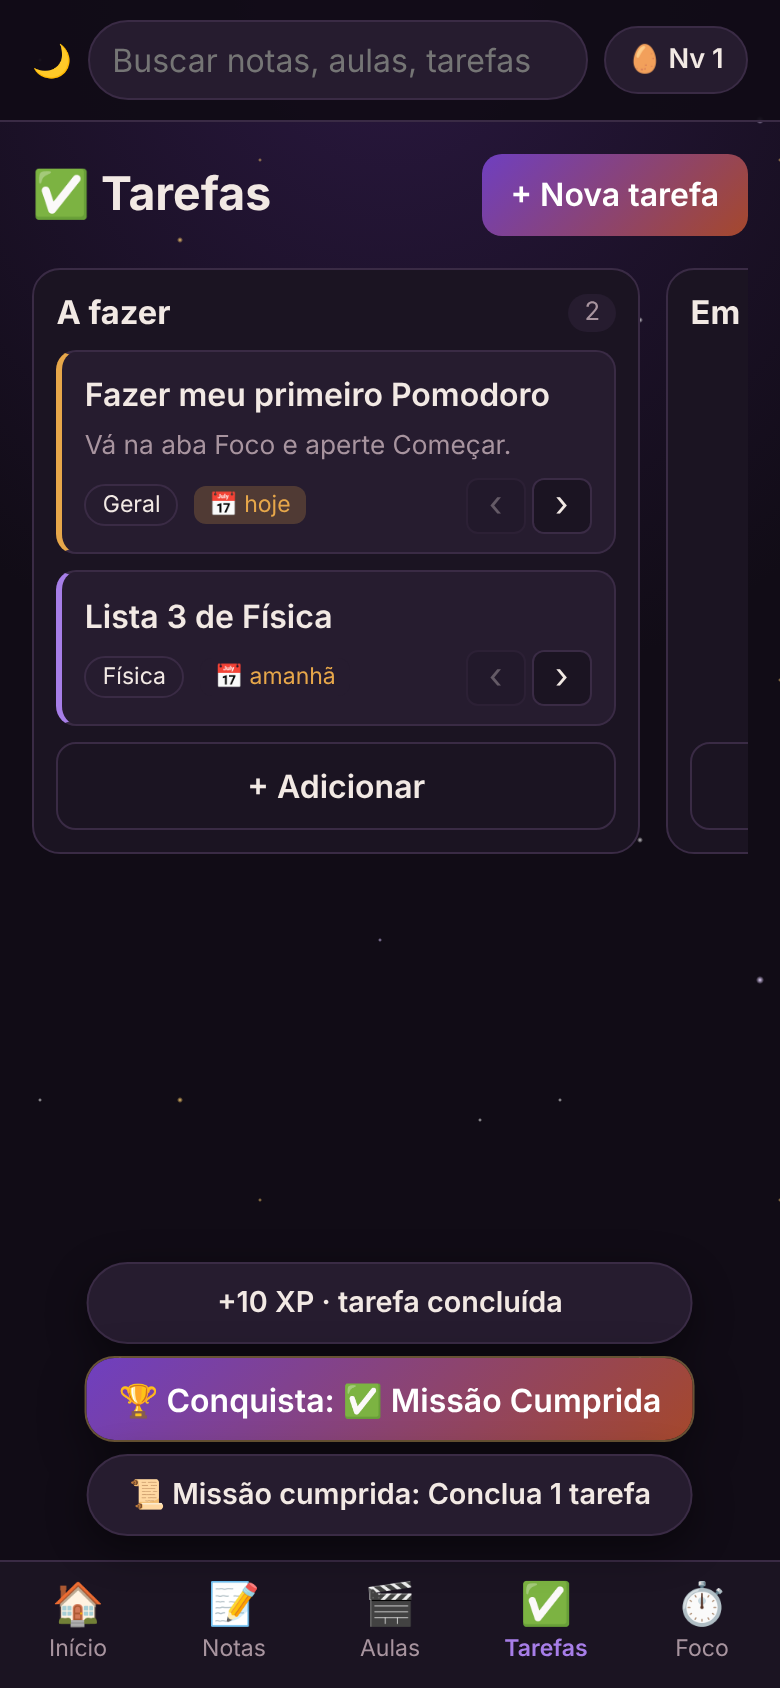 Buscar notas, aulas, tarefas
Nv 1
Tarefas
+ Nova tarefa
A fazer
2
Em
Fazer meu primeiro Pomodoro
Vá na aba Foco e aperte Começar.
Geral
hoje
Lista 3 de Física
Física
amanhã
+ Adicionar
+10 XP · tarefa concluída
🏆 Conquista: ✅ Missão Cumprida
📜 Missão cumprida: Conclua 1 tarefa
Início
Notas
Aulas
Tarefas
Foco